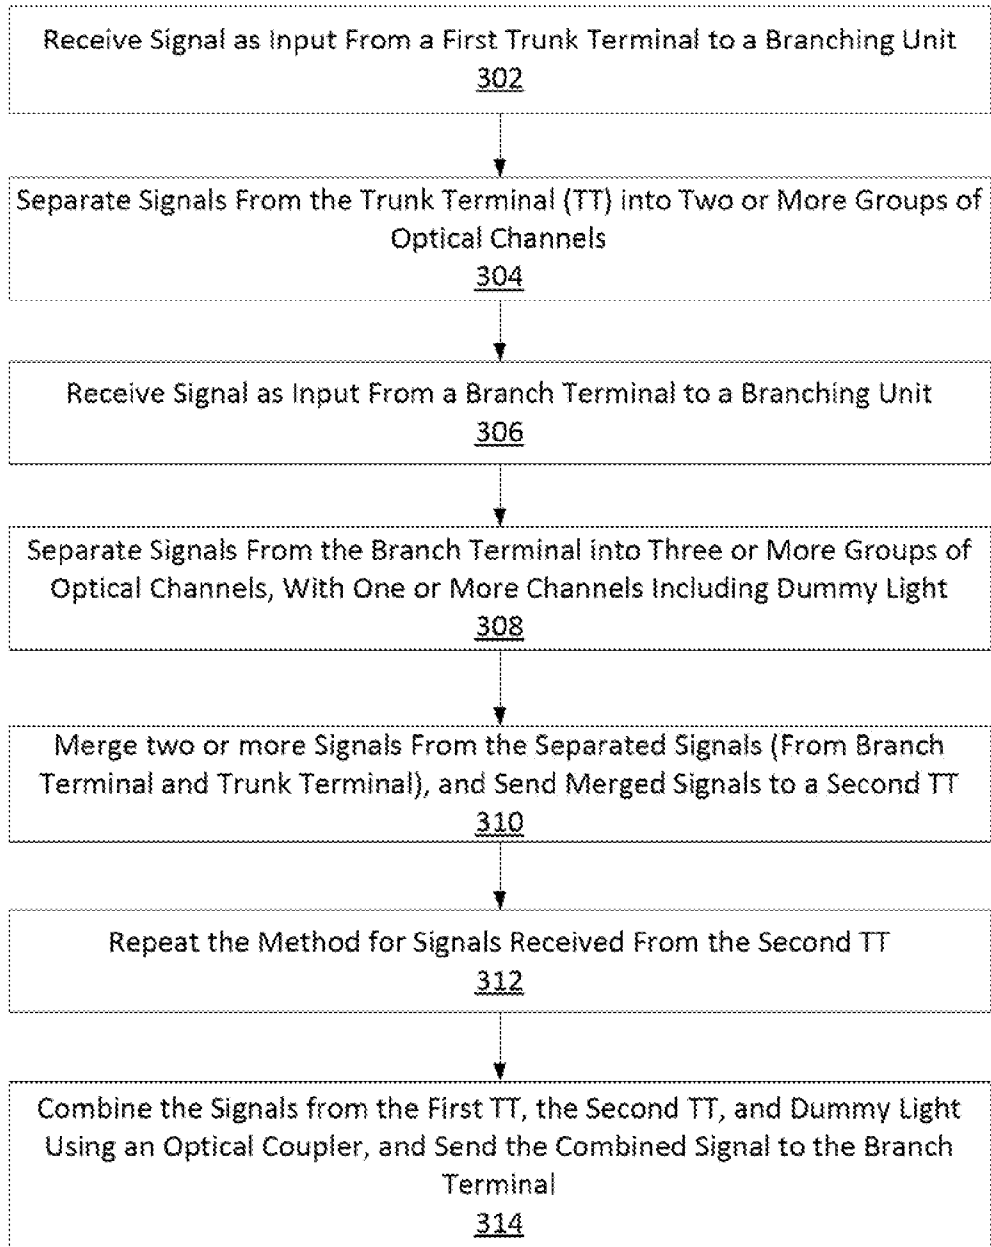 Receive Signal as Input From a First Trunk Terminal to a Branching Unit
302
Separate Signals From the Trunk Terminal (TT) into Two or More Groups of
Optical Channels
304
Receive Signal as Input From a Branch Terminal to a Branching Unit
306
Separate Signals From the Branch Terminal into Three or More Groups of
Optical Channels, With One or More Channels Including Dummy Light
308
Merge two or more Signals From the Separated Signals (From Branch
Terminal and Trunk Terminal), and Send Merged Signals to a Second TT
310
Repeat the Method for Signals Received From the Second TT
312
Combine the Signals from the First TT, the Second TT, and Dummy Light
Using an Optical Coupler, and Send the Combined Signal to the Branch
Terminal
314